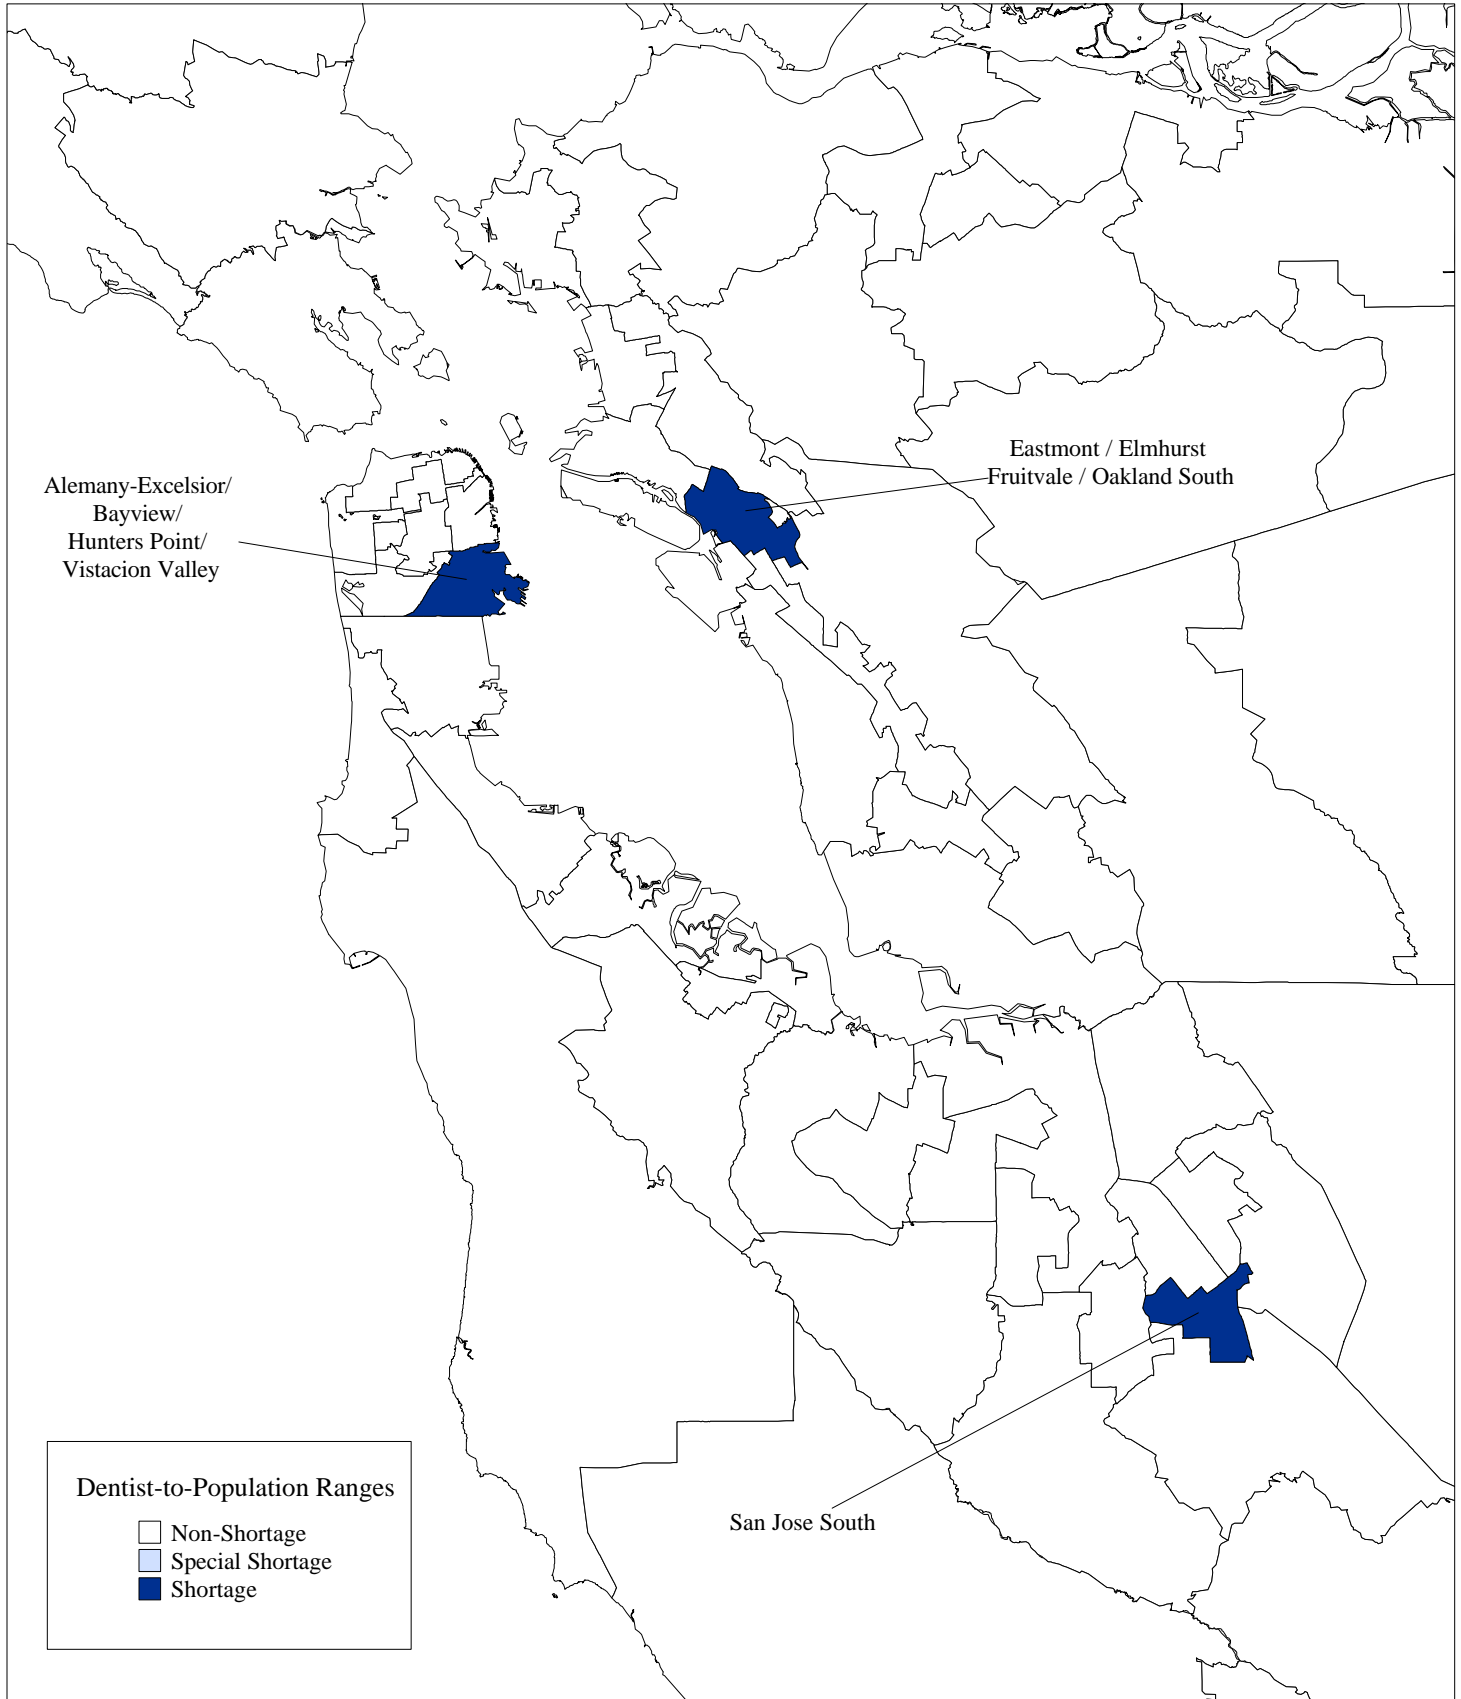 Eastmont / Elmhurst
Fruitvale / Oakland South
Alemany-Excelsior/
Bayview/
Hunters Point/
Vistacion Valley
Dentist-to-Population Ranges
Non-Shortage
Special Shortage
Shortage
San Jose South